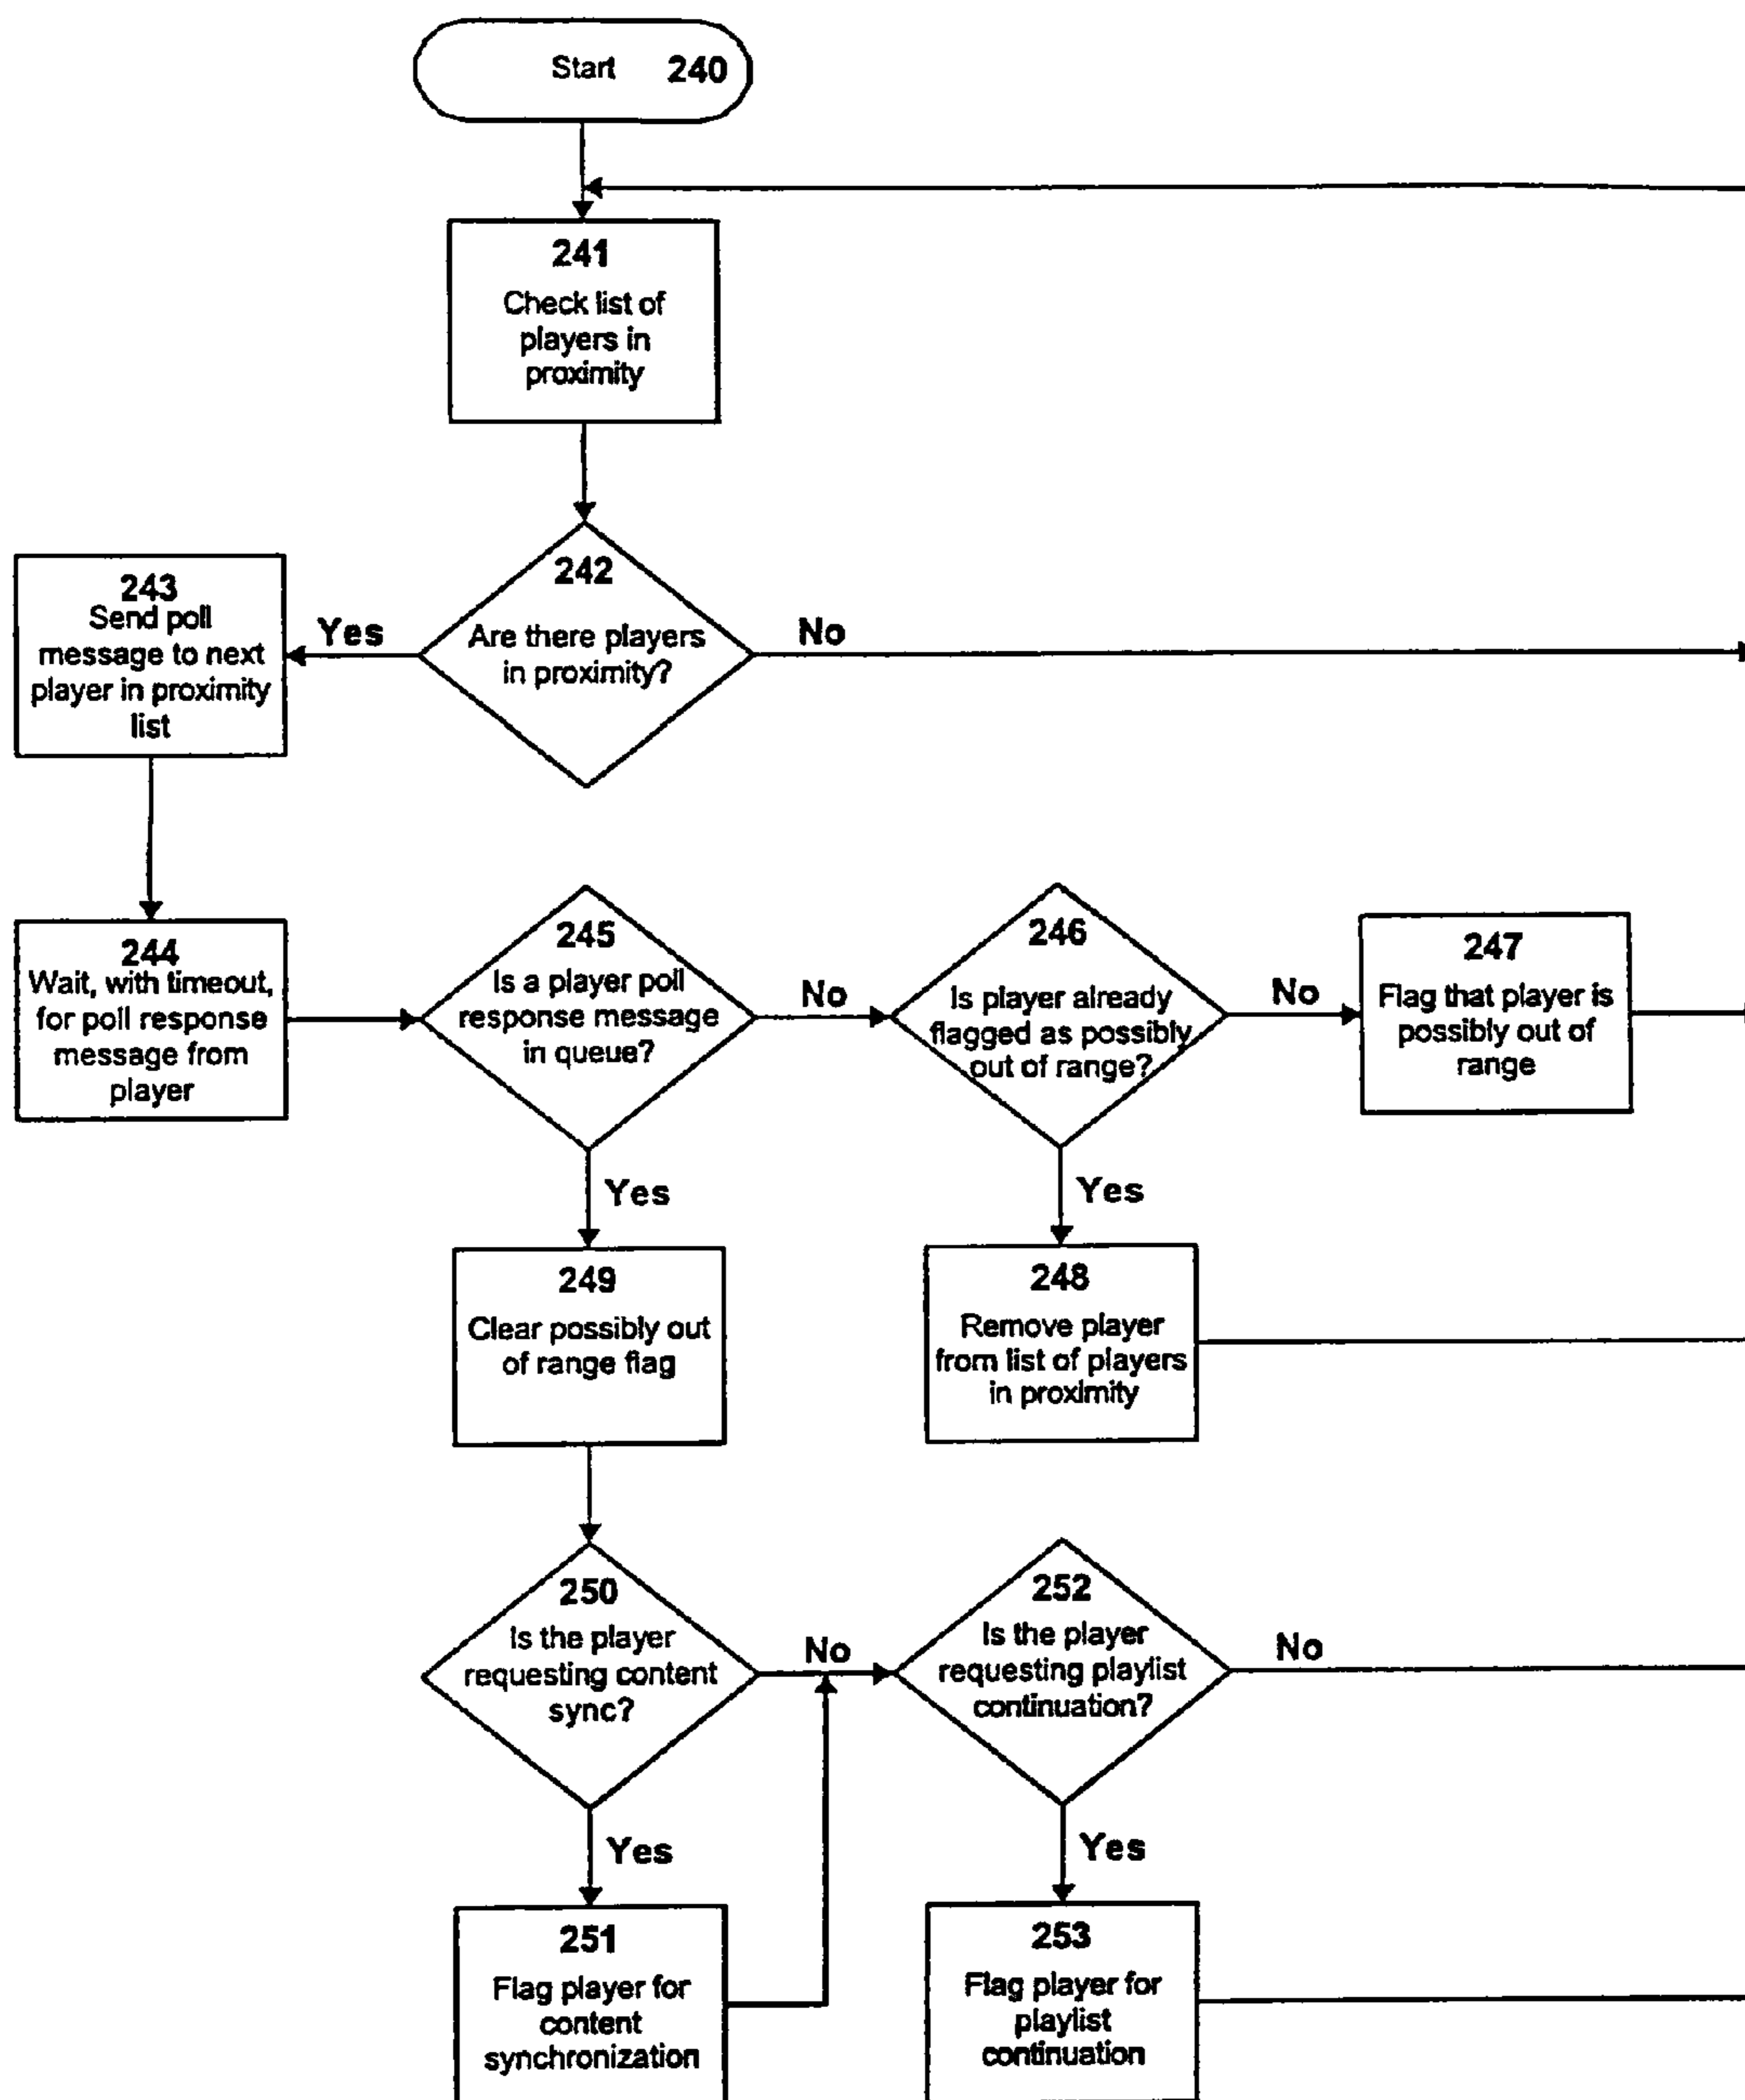 Start 240
241
Check list of
players in
proximity
242
Are there players
in proximity?
Yes
No
243
Send poll
message to next
player in proximity
list
244
Wait, with timeout,
for poll response
message from
player
245
Is a player poll
response message
in queue?
No
Yes
246
Is player already
flagged as possibly
out of range?
No
Yes
247
Flag that player is
possibly out of
range
248
Remove player
from list of players
in proximity
249
Clear possibly out
of range flag
250
Is the player
requesting content
sync?
No
Yes
252
Is the player
requesting playlist
continuation?
No
Yes
251
Flag player for
content
synchronization
253
Flag player for
playlist
continuation